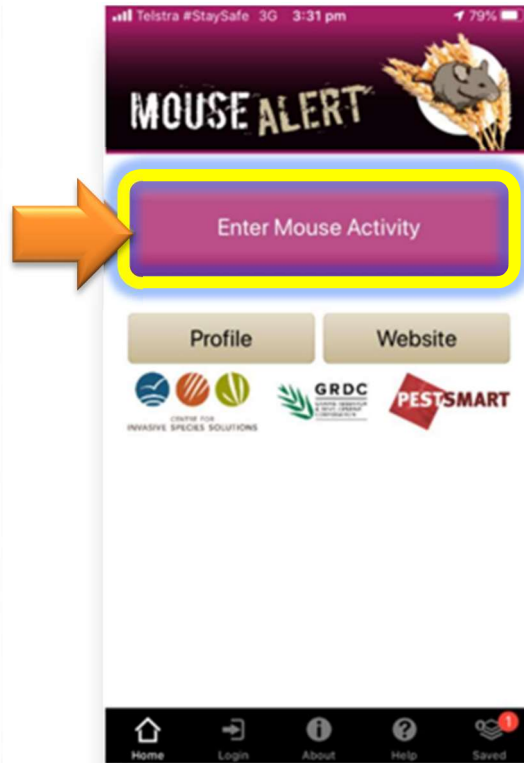 Telstra #StaySafe 3G 3:31 pm 79%
MOUSE ALERT
Enter Mouse Activity
Profile Website
CENTRE FOR
INVASIVE SPECIES SOLUTIONS
GRDC
PESTSMART
1
Home Login About Help Saved